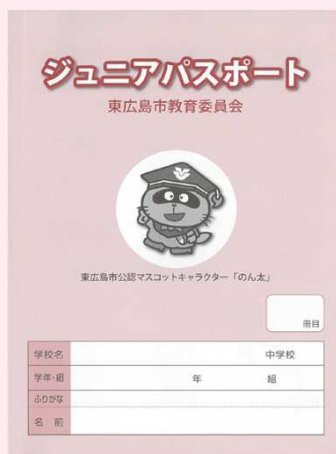 ジュニアパスポート
東広島市教育委員会
東広島市公認マスコットキャラクター「のん太」
冊目
学校名 中学校
学年・組 年 組
ふりがな
名 前